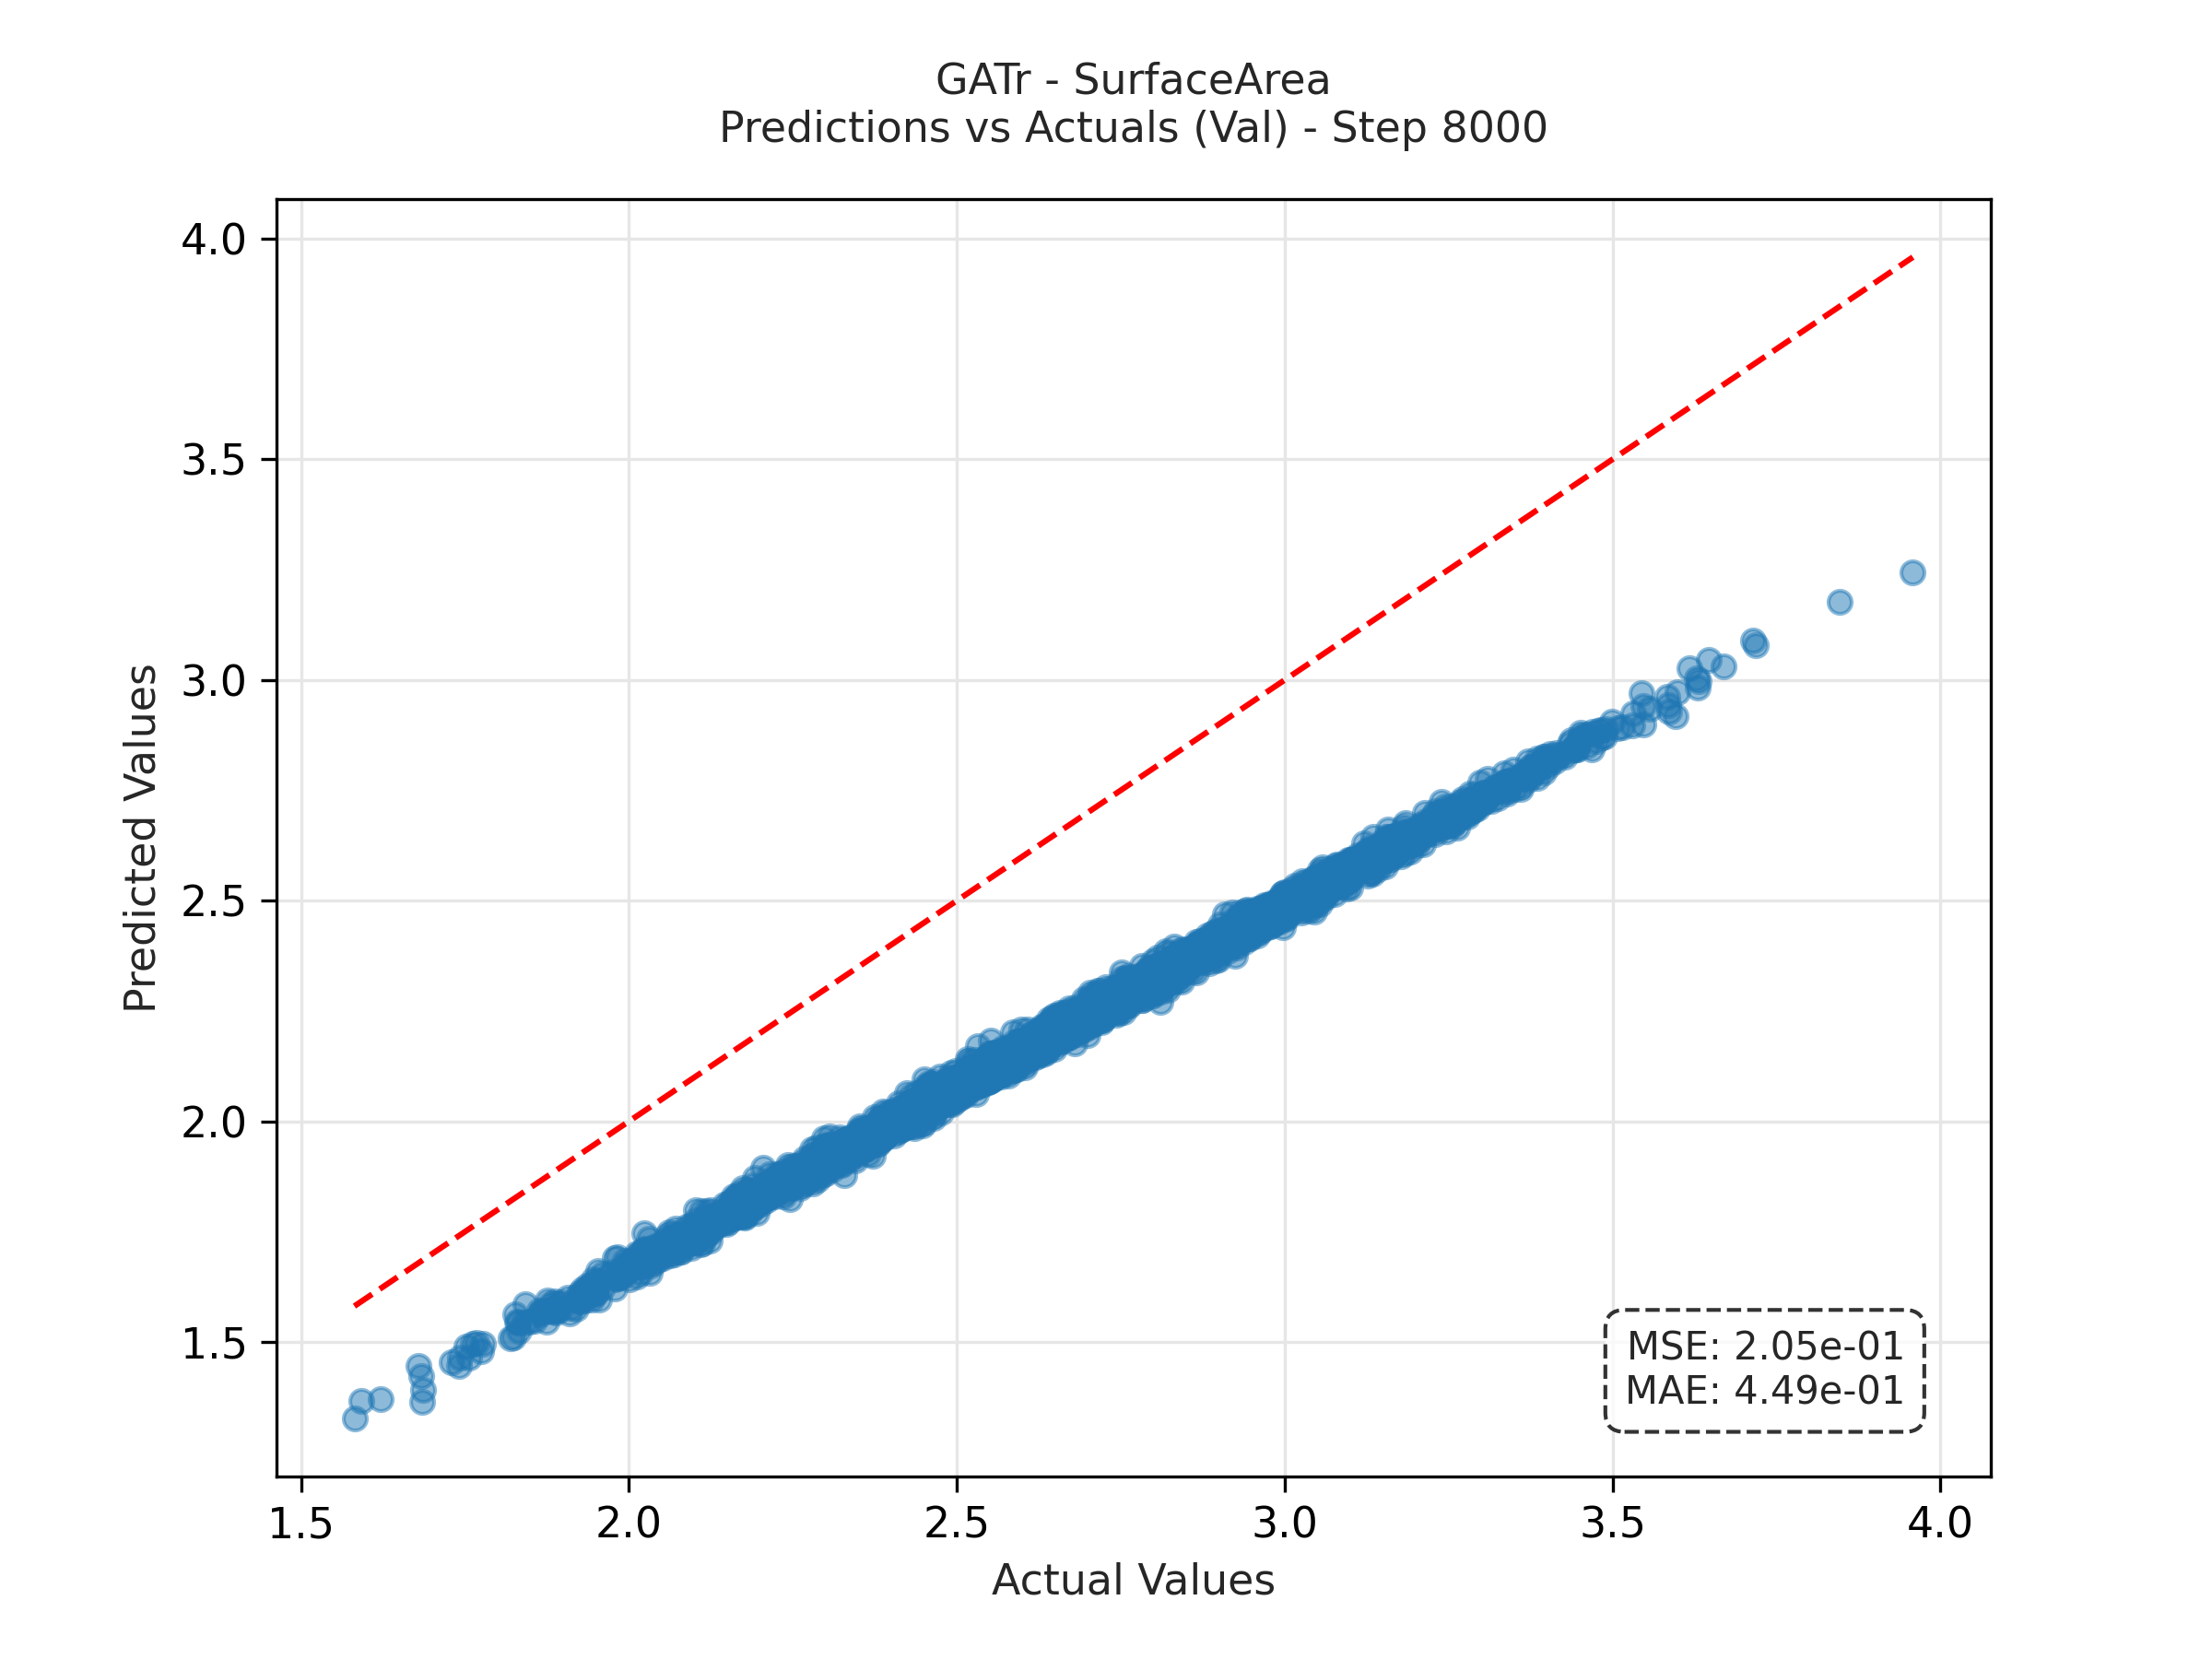 GATr - SurfaceArea
Predictions vs Actuals (Val) - Step 8000
4.0
3.5
3.0
2.5
2.0
1.5
Predicted Values
MSE: 2.05e-01
MAE: 4.49e-01
1.5
2.0
2.5
3.0
3.5
4.0
Actual Values